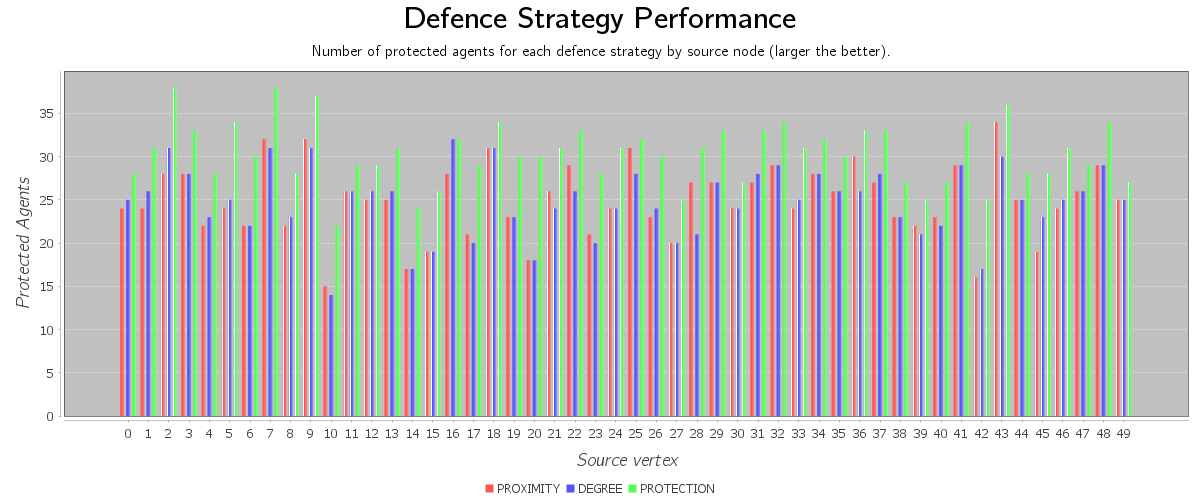 Defence Strategy Performance
Number of protected agents for each defence strategy by source node (larger the better).
Protected Agents
35
30
25
20
15
10
5
0
0 1 2 3 4 5 6 7 8 9 10 11 12 13 14 15 16 17 18 19 20 21 22 23 24 25 26 27 28 29 30 31 32 33 34 35 36 37 38 39 40 41 42 43 44 45 46 47 48 49
Source vertex
PROXIMITY DEGREE PROTECTION